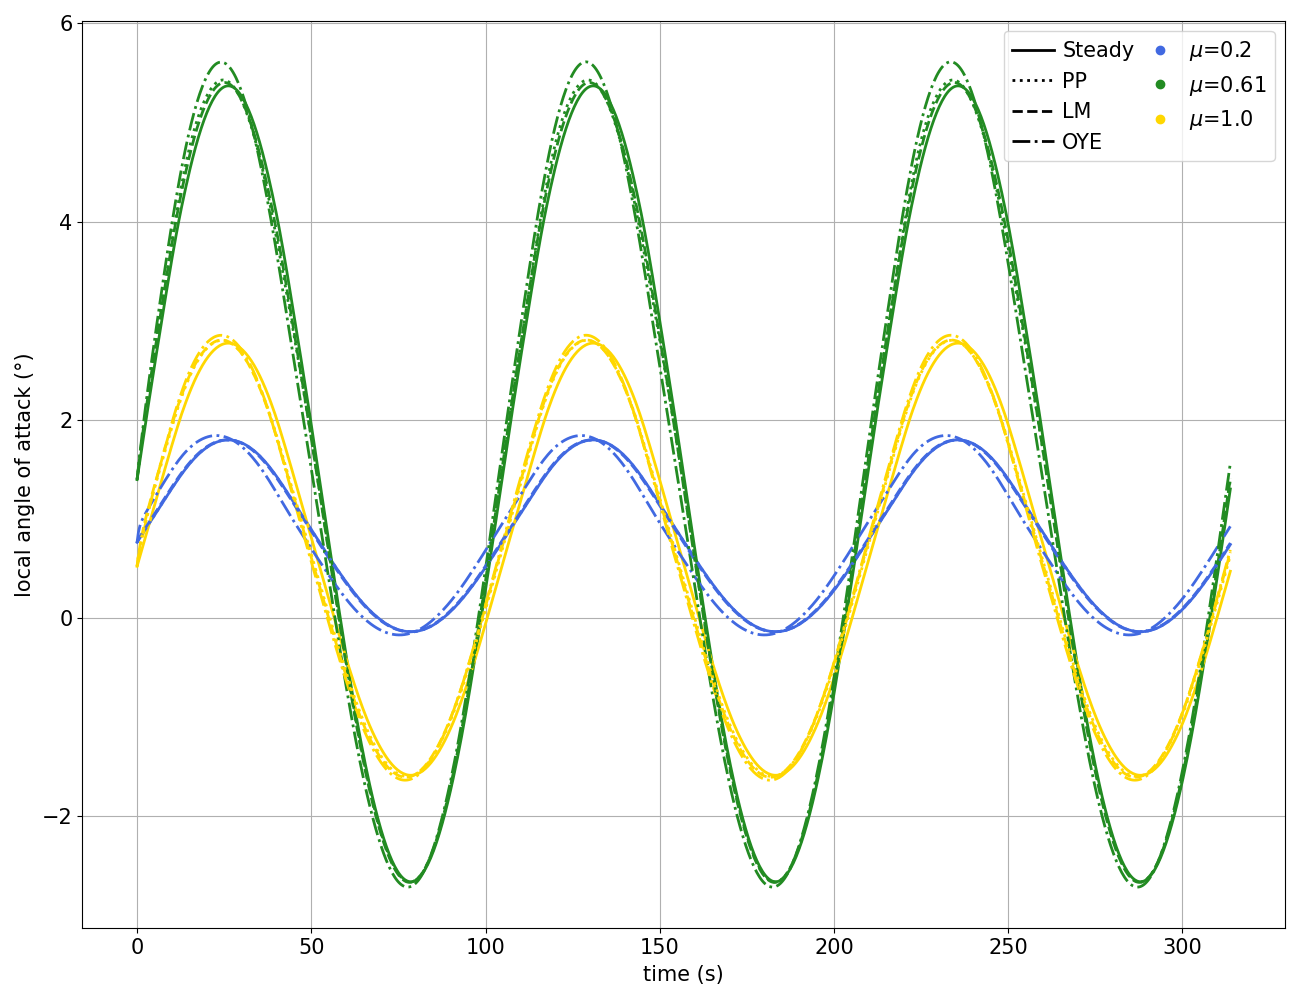 6
4
2
0
−2
local angle of attack (°)
Steady
PP
LM
OYE
μ=0.2
μ=0.61
μ=1.0
0 50 100 150 200 250 300
time (s)